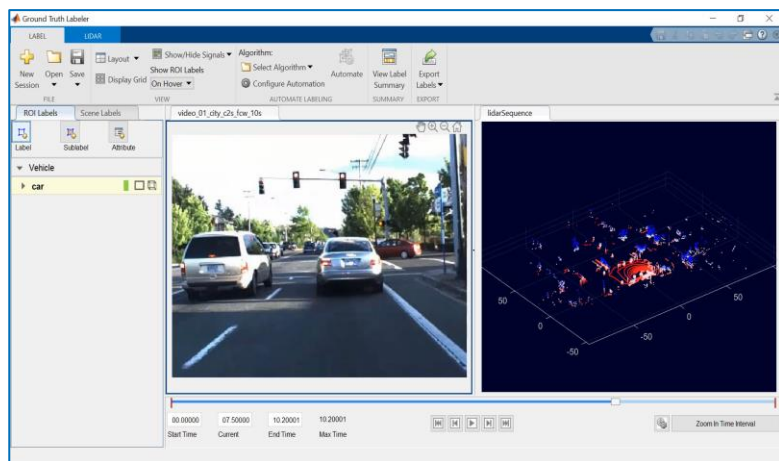 Ground Truth Labeler
LABEL LIDAR
New Session
Open
Save
FILE
Layout
Display Grid
Show/Hide Signals
Show ROI Labels
On Hover
VIEW
Algorithm:
Select Algorithm
Configure Automation
Automate
AUTOMATE LABELING
View Label Summary
SUMMARY
Export Labels
EXPORT
ROI Labels Scene Labels
Label Sublabel Attribute
Vehicle
car
video_01_city_c2s_fcw_10s
lidarSequence
50
0
-50
-50
0
50
00.00000 07.50000 10.20001 10.20001
Start Time Current End Time Max Time
Zoom In Time Interval